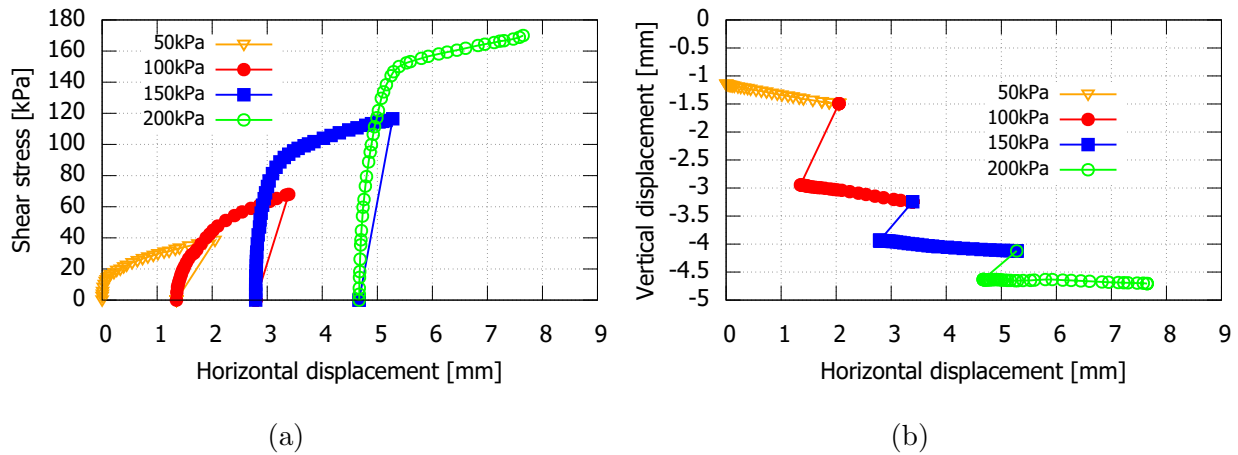 180
160
140
120
100
80
60
40
20
0
Shear stress [kPa]
50kPa
100kPa
150kPa
200kPa
0 1 2 3 4 5 6 7 8 9
Horizontal displacement [mm]
(a)
0
-0.5
-1
-1.5
-2
-2.5
-3
-3.5
-4
-4.5
-5
Vertical displacement [mm]
50kPa
100kPa
150kPa
200kPa
0 1 2 3 4 5 6 7 8 9
Horizontal displacement [mm]
(b)